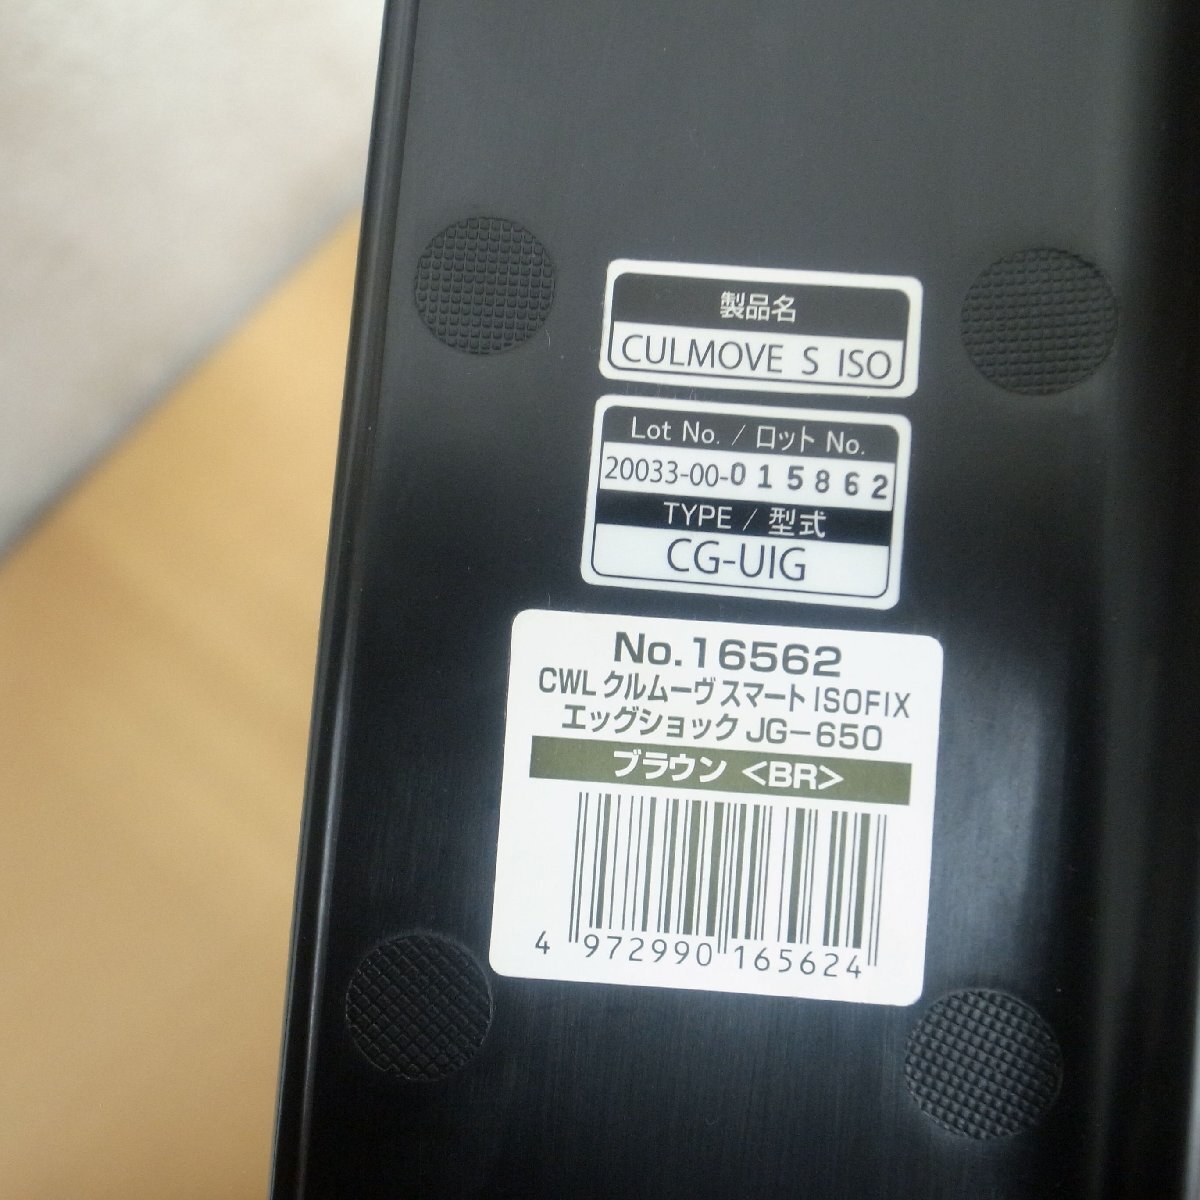 製品名
CULMOVE S ISO
Lot No. / ロット No.
20033-00-015862
TYPE / 型式
CG-UIG
No.16562
CWL クルムーヴ スマート ISOFIX
エッグショック JG-650
ブラウン <BR>
4 972990 165624